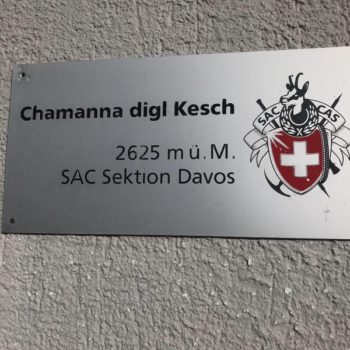 Chamanna digl Kesch
2625 m ü. M.
SAC Sektion Davos
SAC CAS